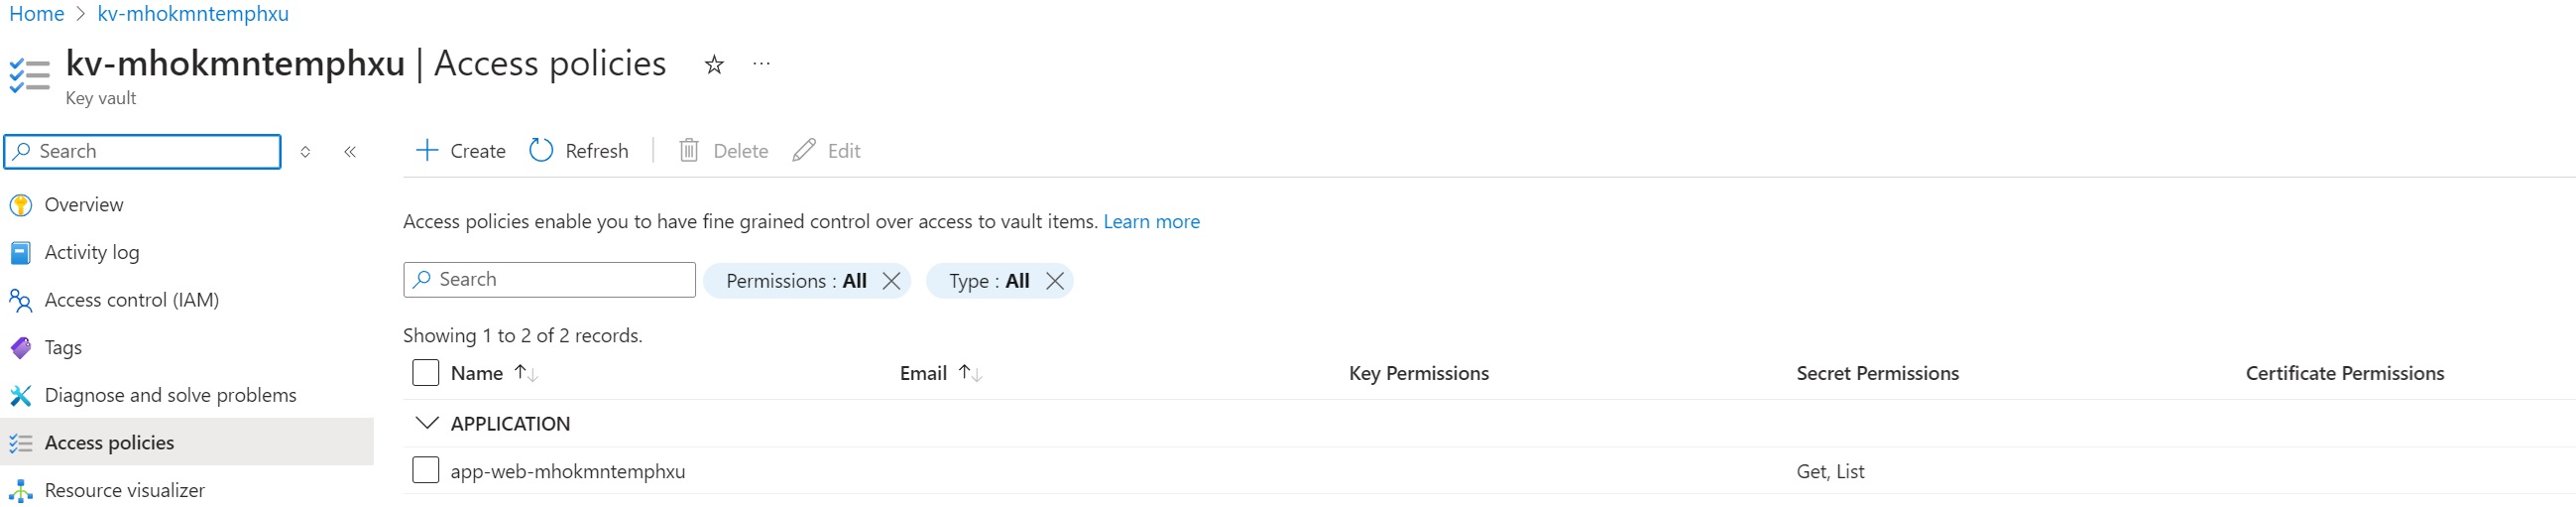 Home > kv-mhokmntemphxu
kv-mhokmntemphxu | Access policies ☆ ...
Key vault
Search
Create Refresh Delete Edit
Overview
Activity log
Access control (IAM)
Tags
Diagnose and solve problems
Access policies
Resource visualizer
Access policies enable you to have fine grained control over access to vault items. Learn more
Search Permissions : All Type : All
Showing 1 to 2 of 2 records.
Name Email Key Permissions Secret Permissions Certificate Permissions
APPLICATION
app-web-mhokmntemphxu Get, List